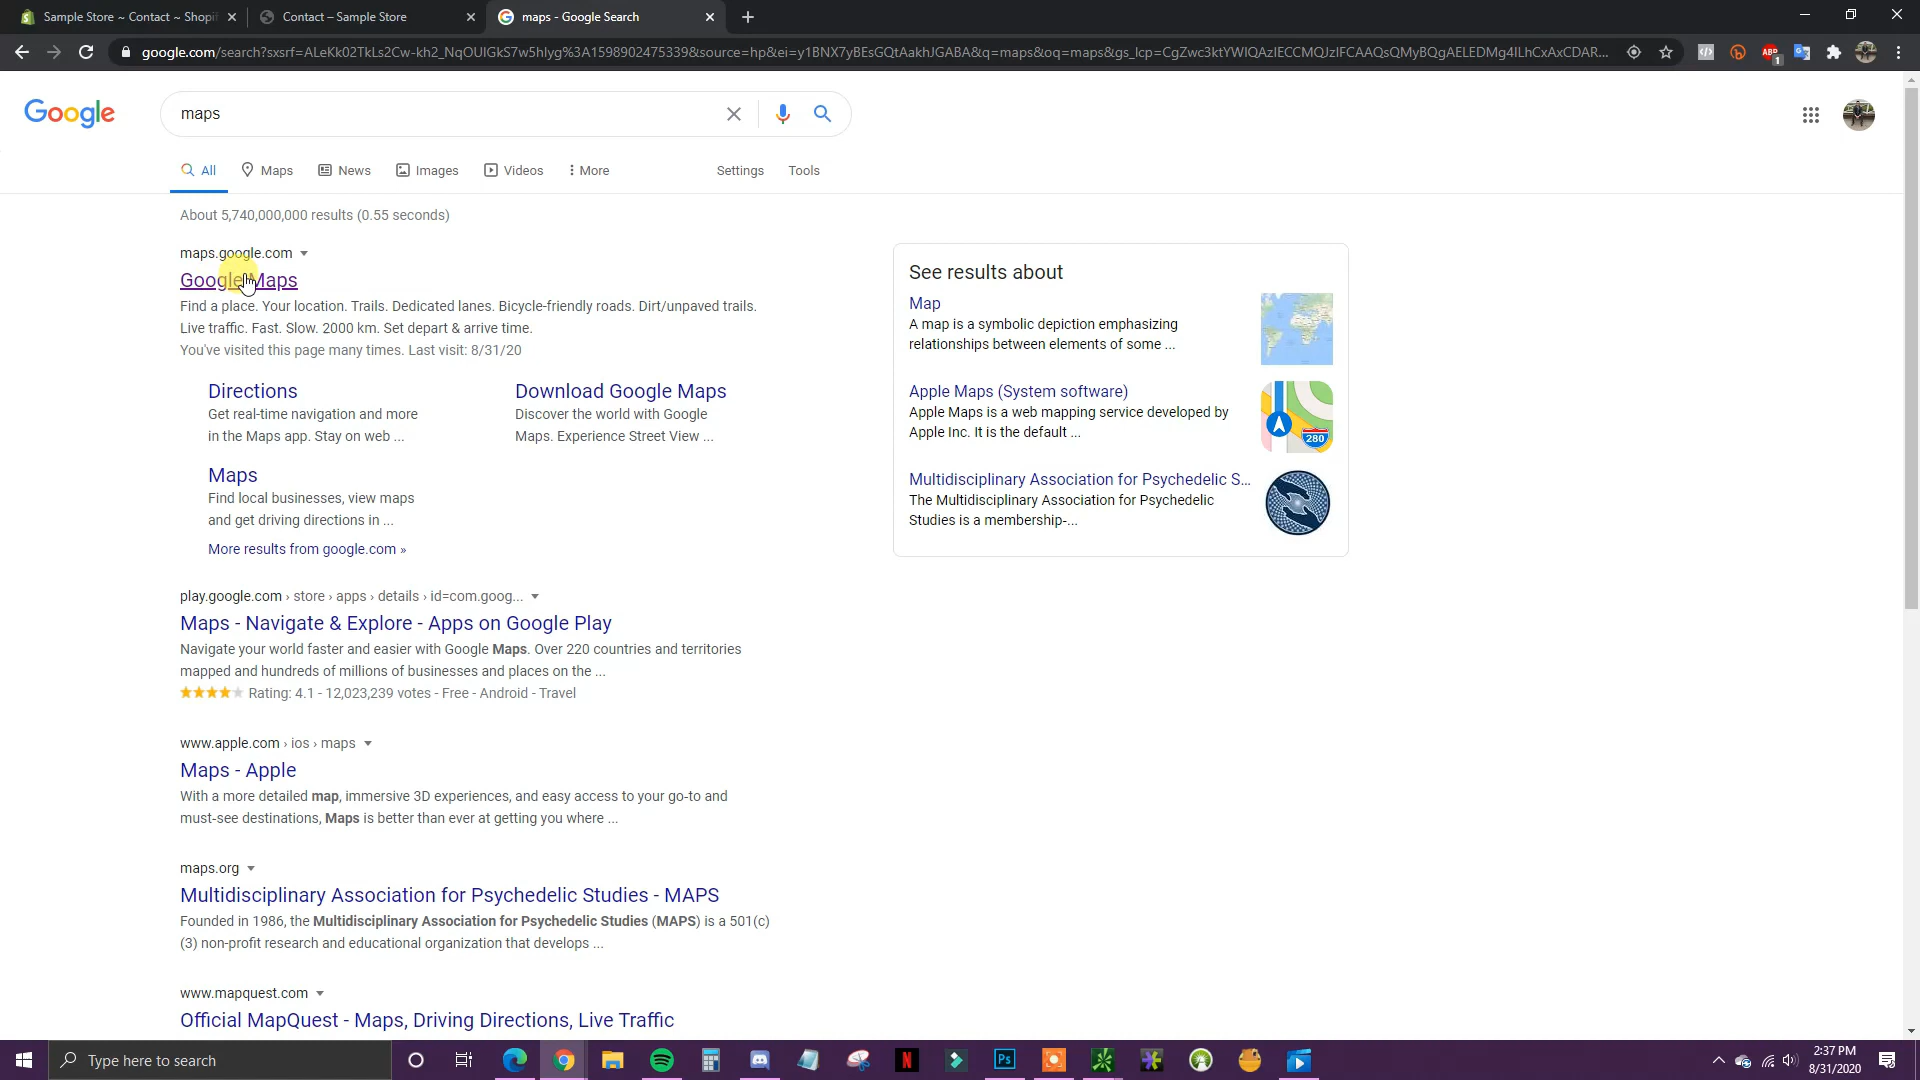 Sample Store ~ Contact ~ Shopif
Contact – Sample Store
maps - Google Search
google.com/search?sxsrf=ALeKk02TkLs2Cw-kh2_NqOUIGkS7w5hlyg%3A1598902475339&source=hp&ei=y1BNX7yBEsGQtAakhJGABA&q=maps&oq=maps&gs_lcp=CgZwc3ktYWIQAzIECCMQJzIFCAAQsQMyBQgAELEDMg4ILhCxAxCDAR...
ABP
1
Google
maps
All
Maps
News
Images
Videos
More
Settings
Tools
About 5,740,000,000 results (0.55 seconds)
maps.google.com
Google Maps
Find a place. Your location. Trails. Dedicated lanes. Bicycle-friendly roads. Dirt/unpaved trails.
Live traffic. Fast. Slow. 2000 km. Set depart & arrive time.
You've visited this page many times. Last visit: 8/31/20
Directions
Get real-time navigation and more
in the Maps app. Stay on web ...
Download Google Maps
Discover the world with Google
Maps. Experience Street View ...
Maps
Find local businesses, view maps
and get driving directions in ...
More results from google.com »
play.google.com › store › apps › details › id=com.goog...
Maps - Navigate & Explore - Apps on Google Play
Navigate your world faster and easier with Google Maps. Over 220 countries and territories
mapped and hundreds of millions of businesses and places on the ...
Rating: 4.1 - 12,023,239 votes - Free - Android - Travel
www.apple.com › ios › maps
Maps - Apple
With a more detailed map, immersive 3D experiences, and easy access to your go-to and
must-see destinations, Maps is better than ever at getting you where ...
maps.org
Multidisciplinary Association for Psychedelic Studies - MAPS
Founded in 1986, the Multidisciplinary Association for Psychedelic Studies (MAPS) is a 501(c)
(3) non-profit research and educational organization that develops ...
www.mapquest.com
Official MapQuest - Maps, Driving Directions, Live Traffic
See results about
Map
A map is a symbolic depiction emphasizing
relationships between elements of some ...
Apple Maps (System software)
Apple Maps is a web mapping service developed by
Apple Inc. It is the default ...
280
Multidisciplinary Association for Psychedelic S...
The Multidisciplinary Association for Psychedelic
Studies is a membership-...
Type here to search
N
Ps
2:37 PM
8/31/2020